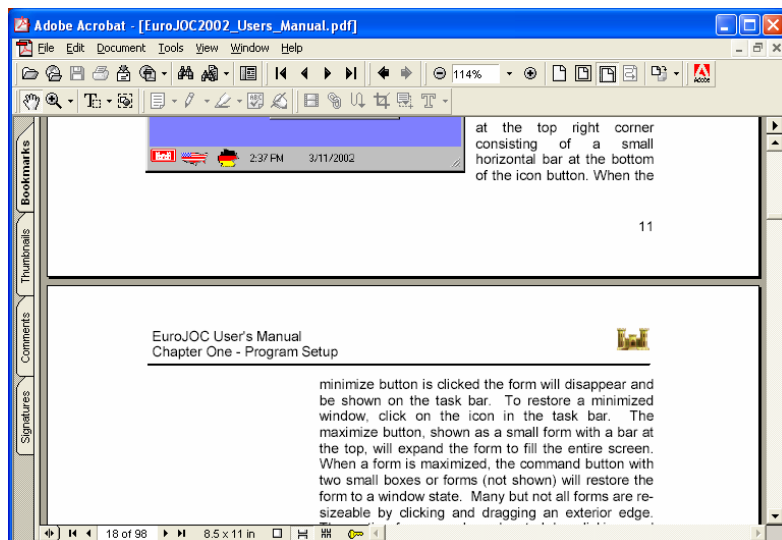 Adobe Acrobat - [EuroJOC2002_Users_Manual.pdf]
File Edit Document Tools View Window Help
114%
Adobe
Bookmarks
Thumbnails
Comments
Signatures
2:37 PM 3/11/2002
at the top right corner
consisting of a small
horizontal bar at the bottom
of the icon button. When the
11
EuroJOC User's Manual
Chapter One - Program Setup
minimize button is clicked the form will disappear and
be shown on the task bar. To restore a minimized
window, click on the icon in the task bar. The
maximize button, shown as a small form with a bar at
the top, will expand the form to fill the entire screen.
When a form is maximized, the command button with
two small boxes or forms (not shown) will restore the
form to a window state. Many but not all forms are re-
sizeable by clicking and dragging an exterior edge.
18 of 98 8.5 x 11 in